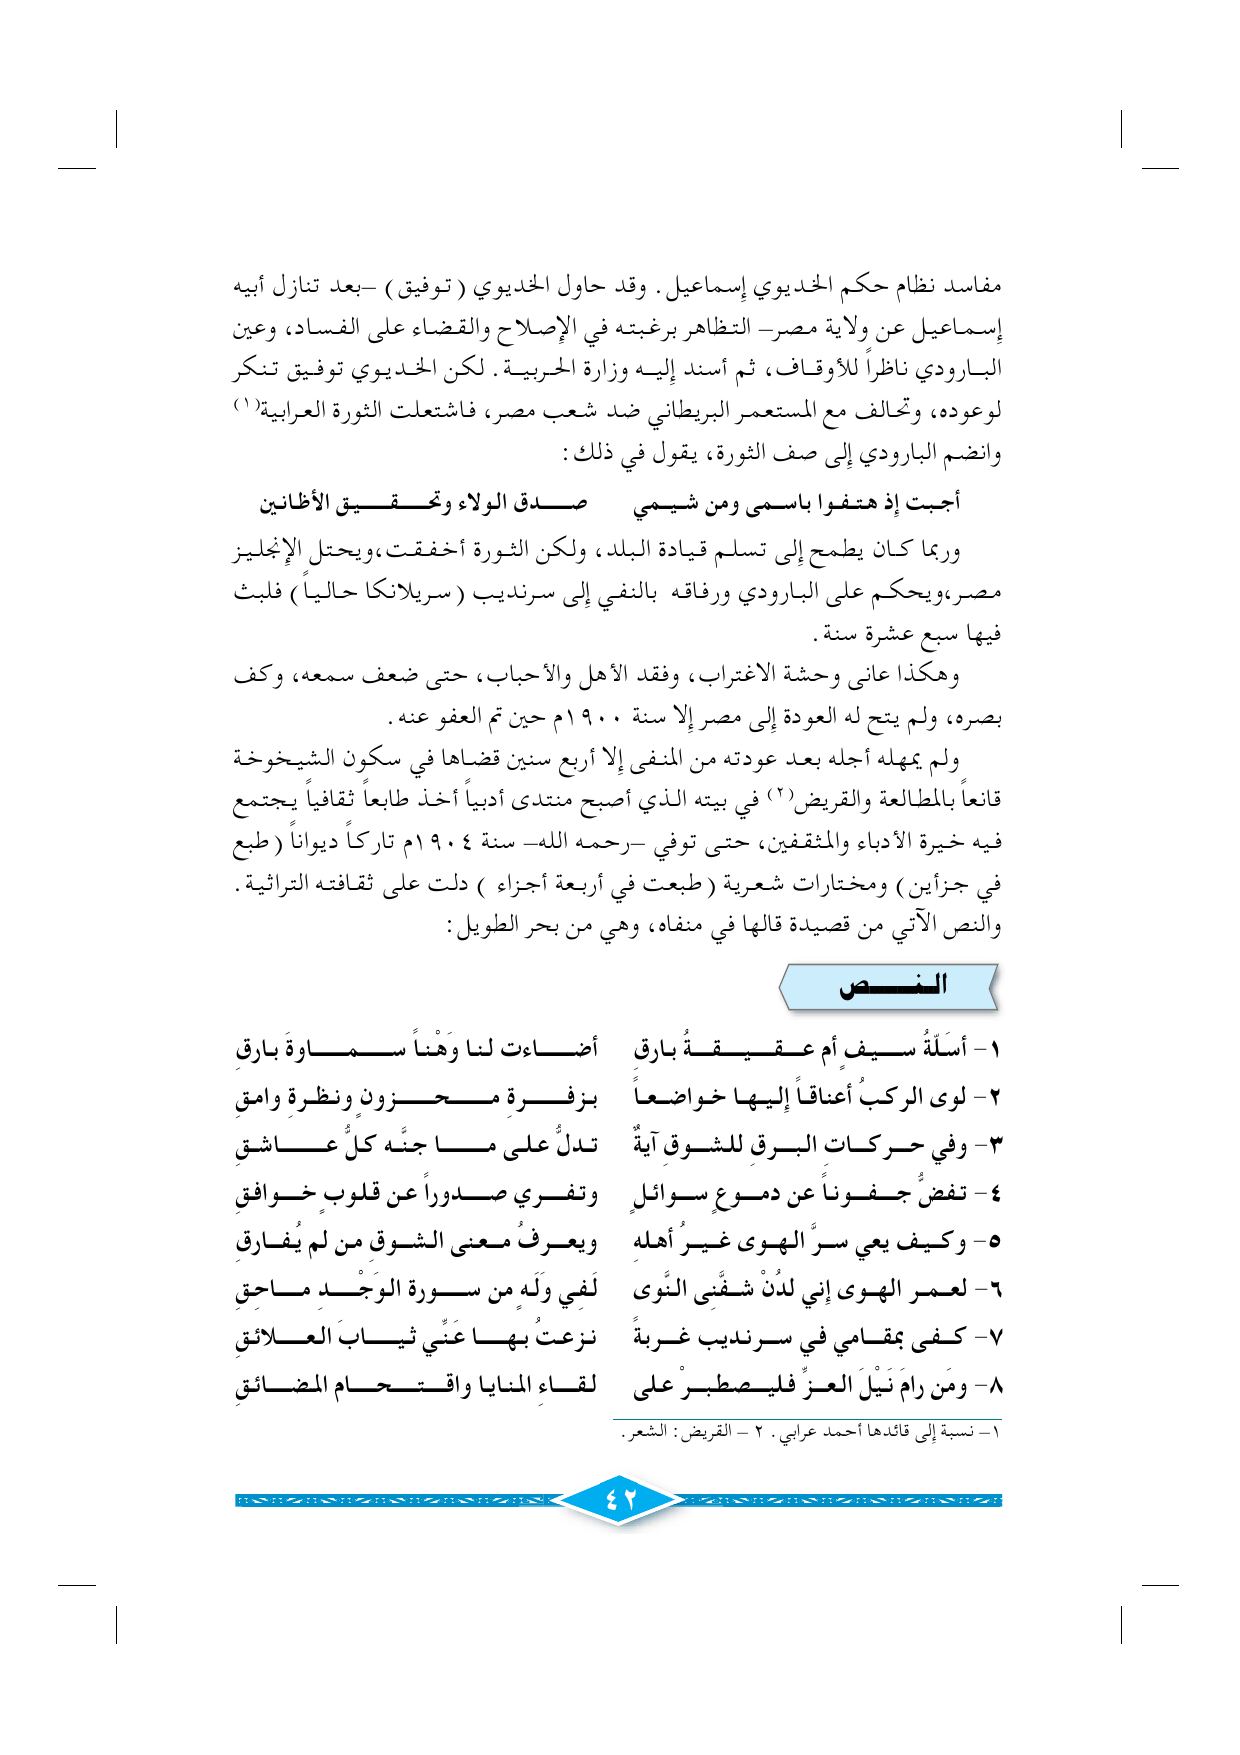 مفاسد نظام حكم الخديوي إسماعيل. وقد حاول الخديوي (توفيق) –بعد تنازل أبيه
إسماعيل عن ولاية مصر– التظاهر برغبته في الإصلاح والقضاء على الفساد، وعين
البارودي ناظراً للأوقاف، ثم أسند إليه وزارة الحربية. لكن الخديوي توفيق تنكر
لوعوده، وتحالف مع المستعمر البريطاني ضد شعب مصر، فاشتعلت الثورة العرابية(١)
وانضم البارودي إلى صف الثورة، يقول في ذلك:
أجبت إذ هتفوا باسمى ومن شيمي صدق الولاء وتحقيق الأظانين
وربما كان يطمح إلى تسلم قيادة البلد، ولكن الثورة أخفقت،ويحتل الإنجليز
مصر،ويحكم على البارودي ورفاقه بالنفي إلى سرنديب (سريلانكا حالياً) فلبث
فيها سبع عشرة سنة.
وهكذا عانى وحشة الاغتراب، وفقد الأهل والأحباب، حتى ضعف سمعه، وكف
بصره، ولم يتح له العودة إلى مصر إلا سنة ١٩٠٠م حين تم العفو عنه.
ولم يمهله أجله بعد عودته من المنفى إلا أربع سنين قضاها في سكون الشيخوخة
قانعاً بالمطالعة والقريض(٢) في بيته الذي أصبح منتدى أدبياً أخذ طابعاً ثقافياً يجتمع
فيه خيرة الأدباء والمثقفين، حتى توفي –رحمه الله– سنة ١٩٠٤م تاركاً ديواناً (طبع
في جزأين) ومختارات شعرية (طبعت في أربعة أجزاء ) دلت على ثقافته التراثية.
والنص الآتي من قصيدة قالها في منفاه، وهي من بحر الطويل:
النص
١– أسَلّةُ سيفٍ أم عقيقةُ بارقِ أضاءت لنا وَهْناً سماوةَ بارقِ
٢– لوى الركبُ أعناقاً إليها خواضعاً بزفرةِ محزونٍ ونظرةِ وامقِ
٣– وفي حركاتِ البرقِ للشوقِ آيةٌ تدلُّ على ما جنَّه كلُّ عاشقِ
٤– تفضُّ جفوناً عن دموعٍ سوائلٍ وتفري صدوراً عن قلوبٍ خوافقِ
٥– وكيف يعي سرَّ الهوى غيرُ أهلهِ ويعرفُ معنى الشوقِ من لم يُفارقِ
٦– لعمر الهوى إني لدُنْ شفَّنِى النَّوى لَفِي وَلَهٍ من سورة الوَجْدِ ماحقِ
٧– كفى بمقامي في سرنديب غربةً نزعتُ بها عَنِّي ثيابَ العلائقِ
٨– ومَن رامَ نَيْلَ العزِّ فليصطبرْ على لقاءِ المنايا واقتحام المضائقِ
١– نسبة إلى قائدها أحمد عرابي. ٢ – القريض: الشعر.
٤٢